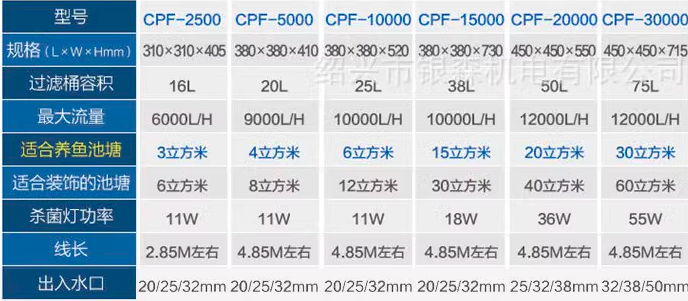 型号 CPF-2500 CPF-5000 CPF-10000 CPF-15000 CPF-20000 CPF-30000
规格(L×W×Hmm) 310×310×405 380×380×410 380×380×520 380×380×730 450×450×550 450×450×715
绍兴市银森机电有限公司
过滤桶容积 16L 20L 25L 38L 50L 75L
最大流量 6000L/H 9000L/H 10000L/H 10000L/H 12000L/H 12000L/H
适合养鱼池塘 3立方米 4立方米 6立方米 15立方米 20立方米 30立方米
适合装饰的池塘 6立方米 8立方米 12立方米 30立方米 40立方米 60立方米
杀菌灯功率 11W 11W 11W 18W 36W 55W
线长 2.85M左右 4.85M左右 4.85M左右 4.85M左右 4.85M左右 4.85M左右
出入水口 20/25/32mm 20/25/32mm 20/25/32mm 20/25/32mm 25/32/38mm 32/38/50mm